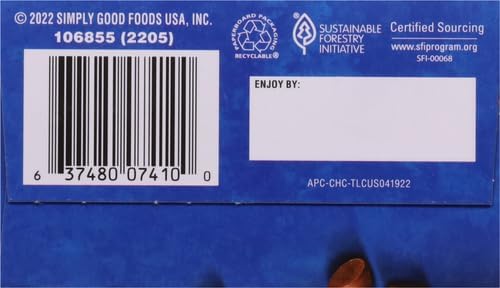 © 2022 SIMPLY GOOD FOODS USA, INC.
106855 (2205)
6 37480 07410 0
PAPERBOARD PACKAGING
RECYCLABLE®
SUSTAINABLE
FORESTRY
INITIATIVE
Certified Sourcing
www.sfiprogram.org
SFI-00068
ENJOY BY:
APC-CHC-TLCUS041922